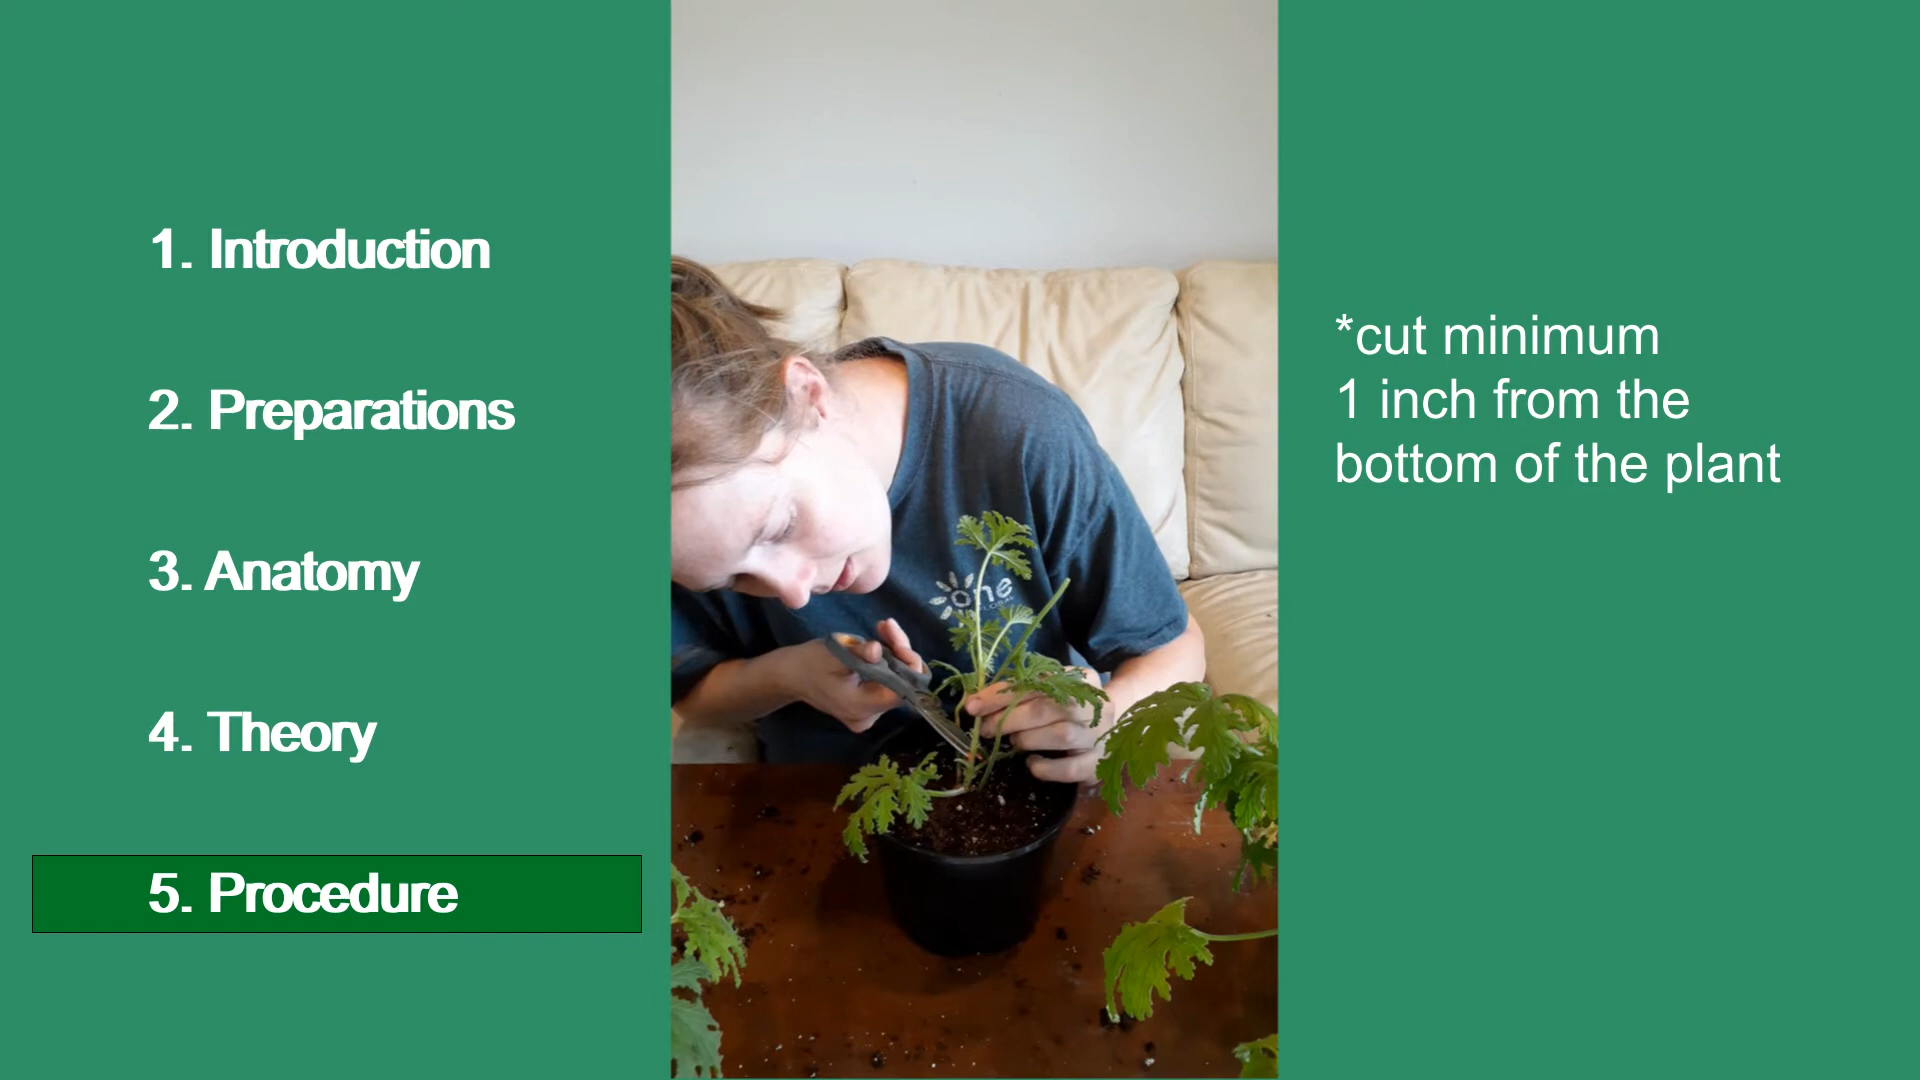 1. Introduction
2. Preparations
3. Anatomy
4. Theory
5. Procedure
*cut minimum
1 inch from the
bottom of the plant
one